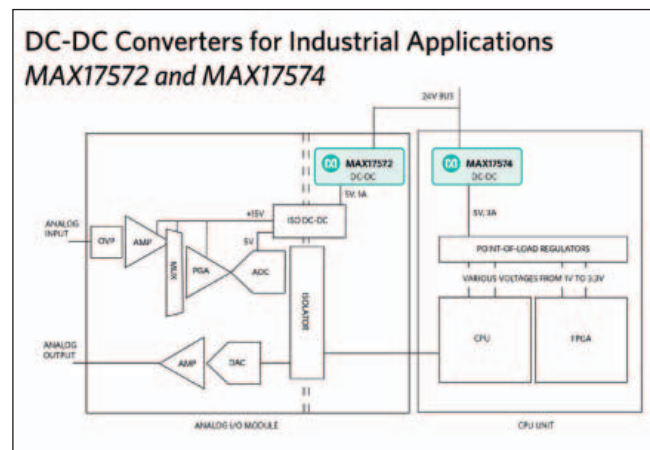 DC-DC Converters for Industrial Applications
MAX17572 and MAX17574
24V BUS
MAX17572
DC-DC
MAX17574
DC-DC
5V, 1A
5V, 3A
ANALOG
INPUT
OVP
AMP
MUX
+15V
ISO DC-DC
5V
PGA
ADC
ISOLATOR
POINT-OF-LOAD REGULATORS
VARIOUS VOLTAGES FROM 1V TO 3.3V
CPU
FPGA
ANALOG
OUTPUT
AMP
DAC
ANALOG I/O MODULE
CPU UNIT